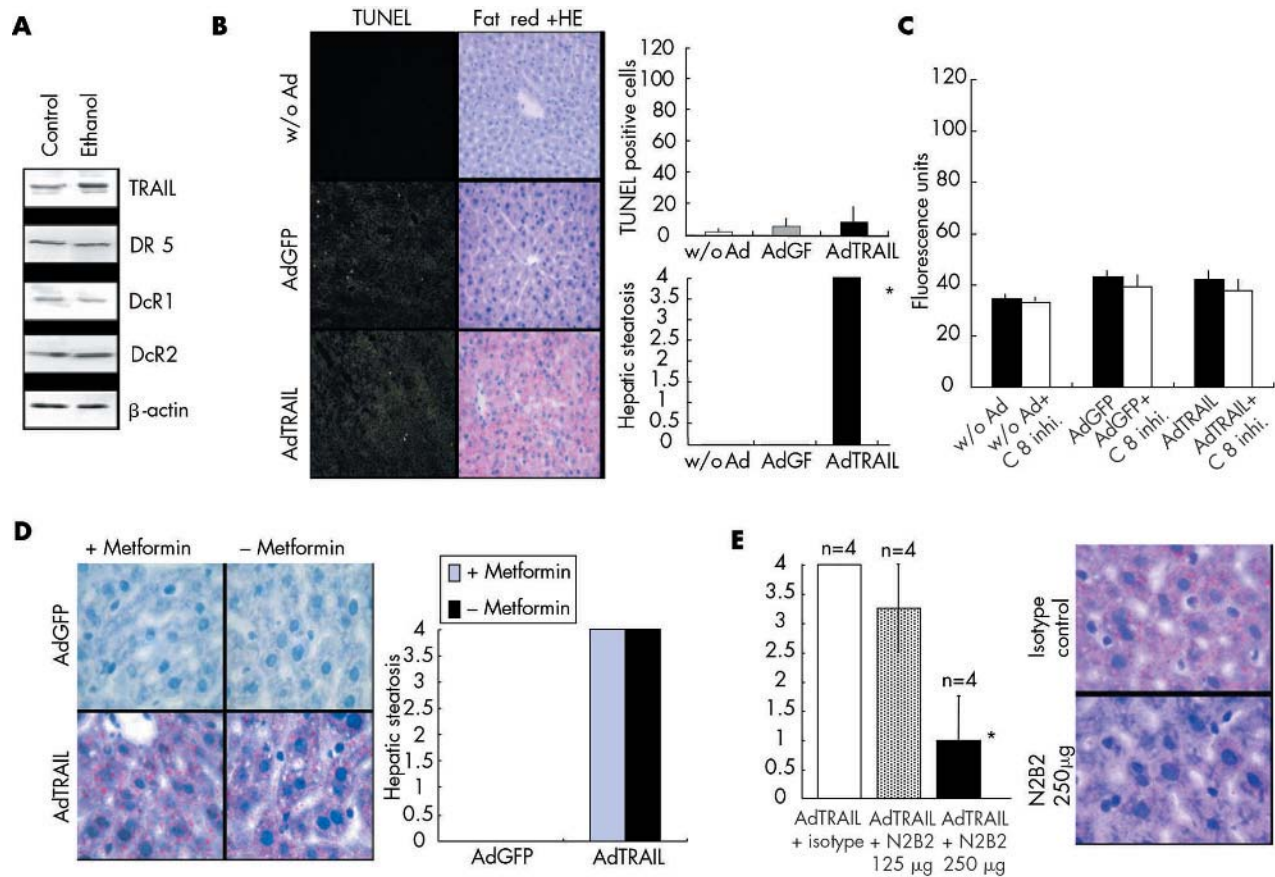 A
Control
Ethanol
TRAIL
DR 5
DcR1
DcR2
β-actin
B
TUNEL
Fat red +HE
w/o Ad
AdGFP
AdTRAIL
TUNEL positive cells
120
100
80
60
40
20
0
w/o Ad AdGF AdTRAIL
Hepatic steatosis
4
3.5
3
2.5
2
1.5
1
0.5
0
*
w/o Ad AdGF AdTRAIL
C
Fluorescence units
120
100
80
60
40
20
0
w/o Ad
w/o Ad+
C 8 inhi.
AdGFP
AdGFP+
C 8 inhi.
AdTRAIL
AdTRAIL+
C 8 inhi.
D
+ Metformin – Metformin
AdGFP
AdTRAIL
+ Metformin
– Metformin
Hepatic steatosis
4
3.5
3
2.5
2
1.5
1
0.5
0
AdGFP AdTRAIL
E
4
3.5
3
2.5
2
1.5
1
0.5
0
n=4
n=4
n=4
*
AdTRAIL
+ isotype
AdTRAIL
+ N2B2
125 µg
AdTRAIL
+ N2B2
250 µg
Isotype
control
N2B2
250µg